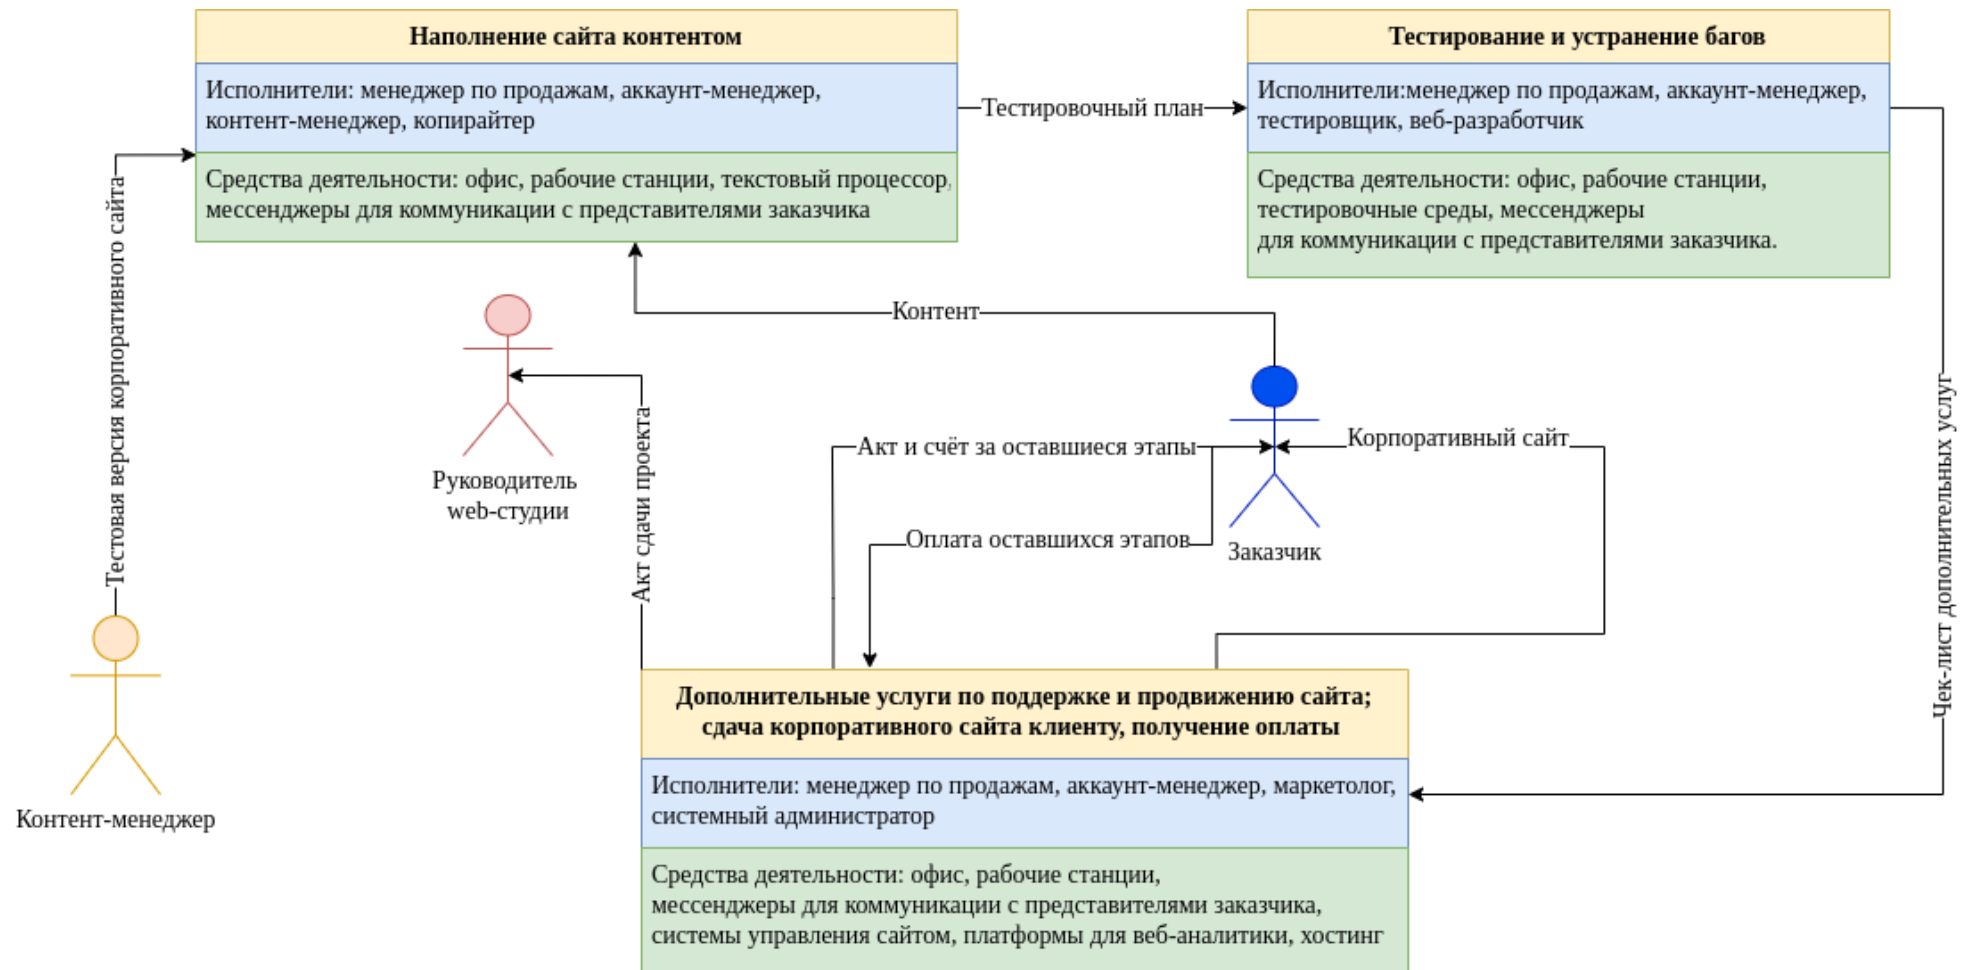 Наполнение сайта контентом
Исполнители: менеджер по продажам, аккаунт-менеджер,
контент-менеджер, копирайтер
Средства деятельности: офис, рабочие станции, текстовый процессор,
мессенджеры для коммуникации с представителями заказчика
Тестировочный план
Тестирование и устранение багов
Исполнители:менеджер по продажам, аккаунт-менеджер,
тестировщик, веб-разработчик
Средства деятельности: офис, рабочие станции,
тестировочные среды, мессенджеры
для коммуникации с представителями заказчика.
Тестовая версия корпоративного сайта
Контент
Руководитель
web-студии
Акт сдачи проекта
Акт и счёт за оставшиеся этапы
Корпоративный сайт
Оплата оставшихся этапов
Заказчик
Чек-лист дополнительных услуг
Контент-менеджер
Дополнительные услуги по поддержке и продвижению сайта;
сдача корпоративного сайта клиенту, получение оплаты
Исполнители: менеджер по продажам, аккаунт-менеджер, маркетолог,
системный администратор
Средства деятельности: офис, рабочие станции,
мессенджеры для коммуникации с представителями заказчика,
системы управления сайтом, платформы для веб-аналитики, хостинг